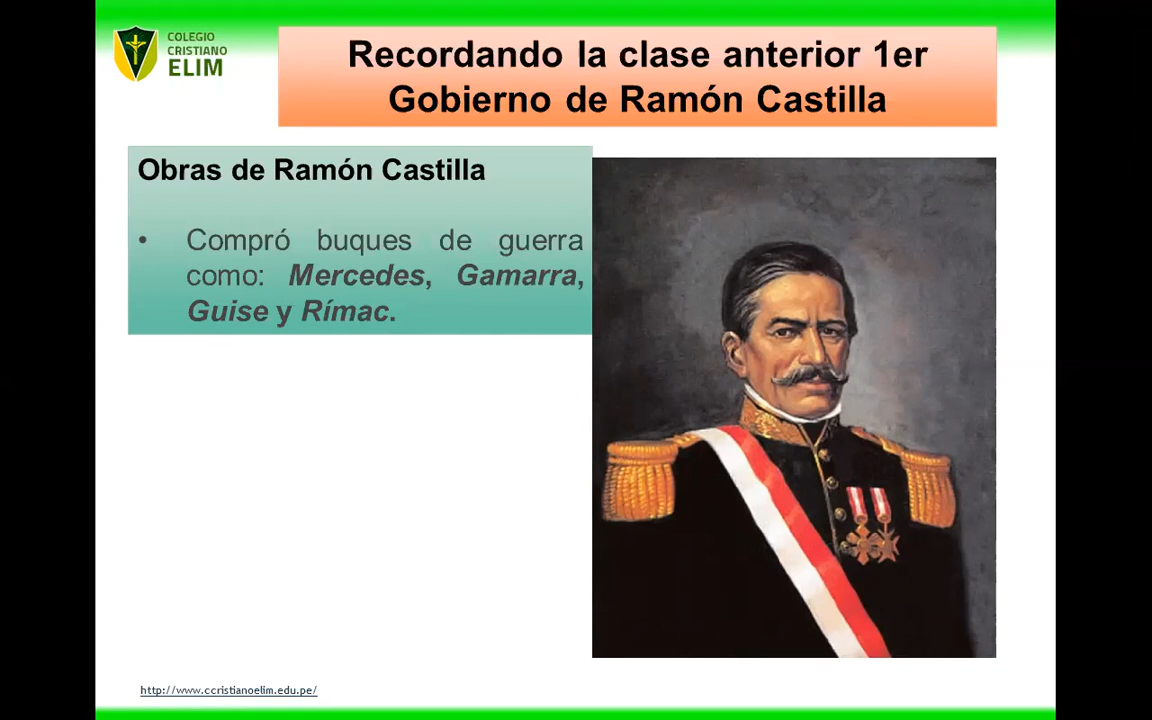 COLEGIO
CRISTIANO
ELIM
Recordando la clase anterior 1er
Gobierno de Ramón Castilla
Obras de Ramón Castilla
• Compró buques de guerra
como: Mercedes, Gamarra,
Guise y Rímac.
http://www.ccristianoelim.edu.pe/